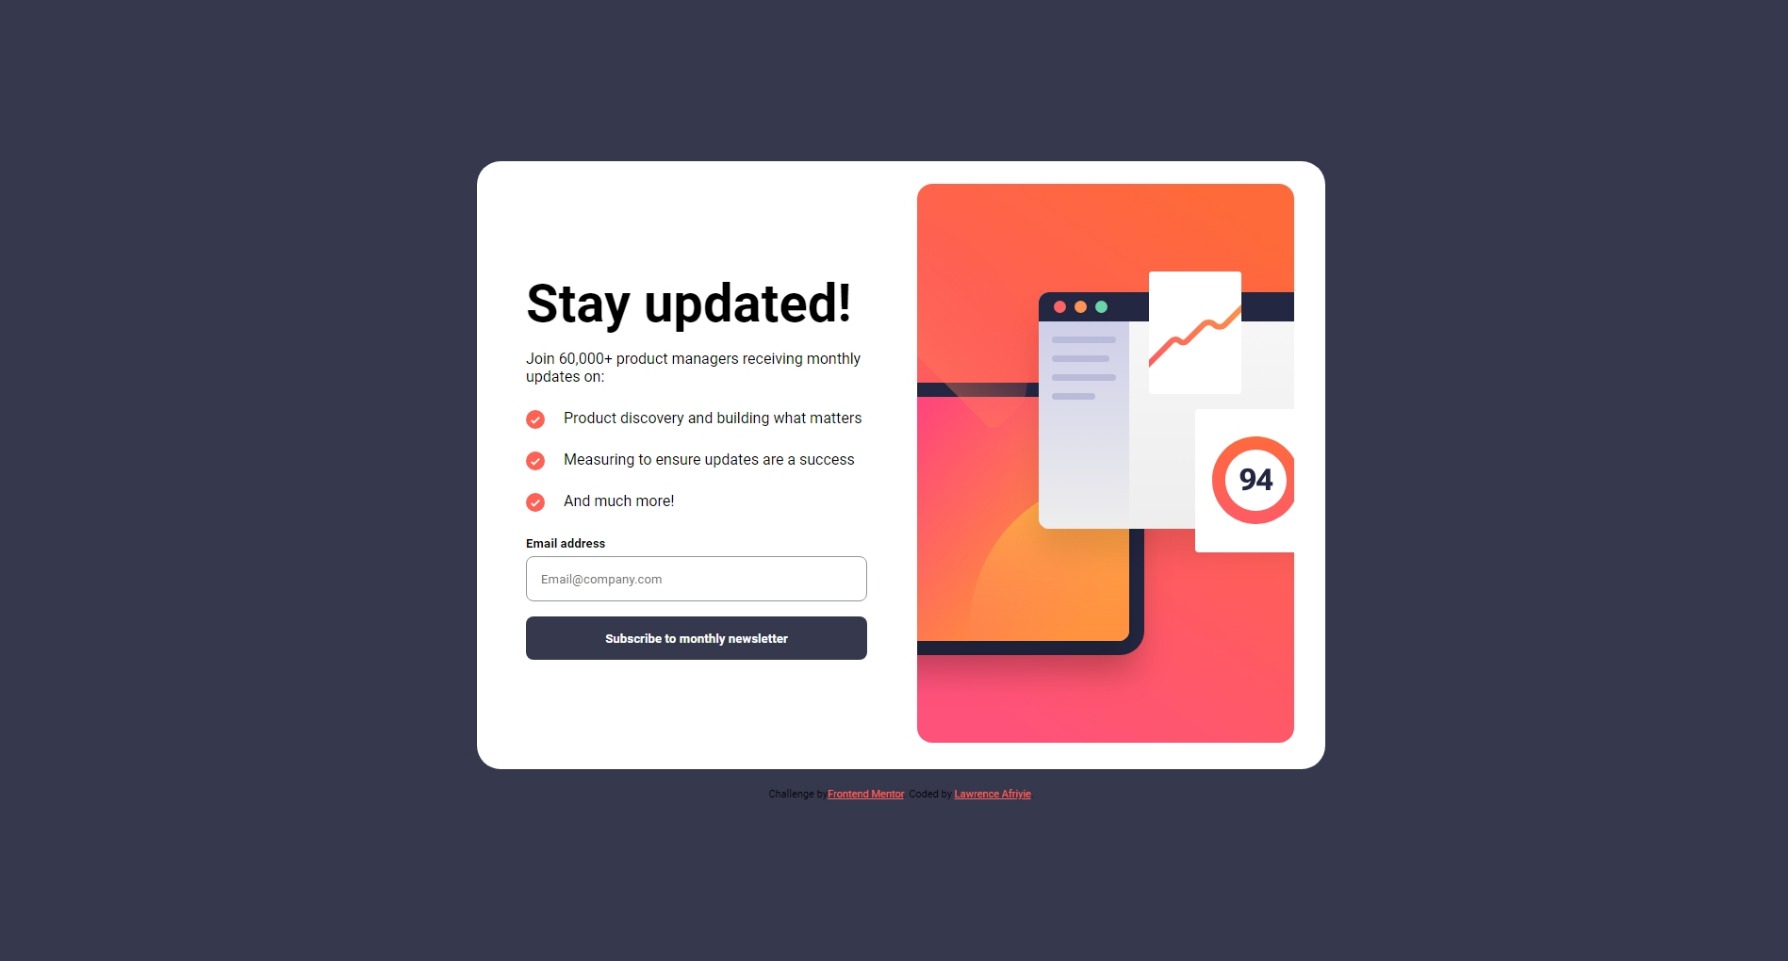 Stay updated!
Join 60,000+ product managers receiving monthly
updates on:
Product discovery and building what matters
Measuring to ensure updates are a success
And much more!
Email address
Email@company.com
Subscribe to monthly newsletter
94
Challenge by Frontend Mentor. Coded by Lawrence Afriyie